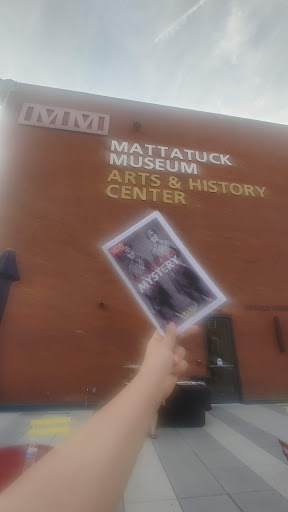 MM
MATTATUCK
MUSEUM
ARTS & HISTORY
CENTER
MYSTERY